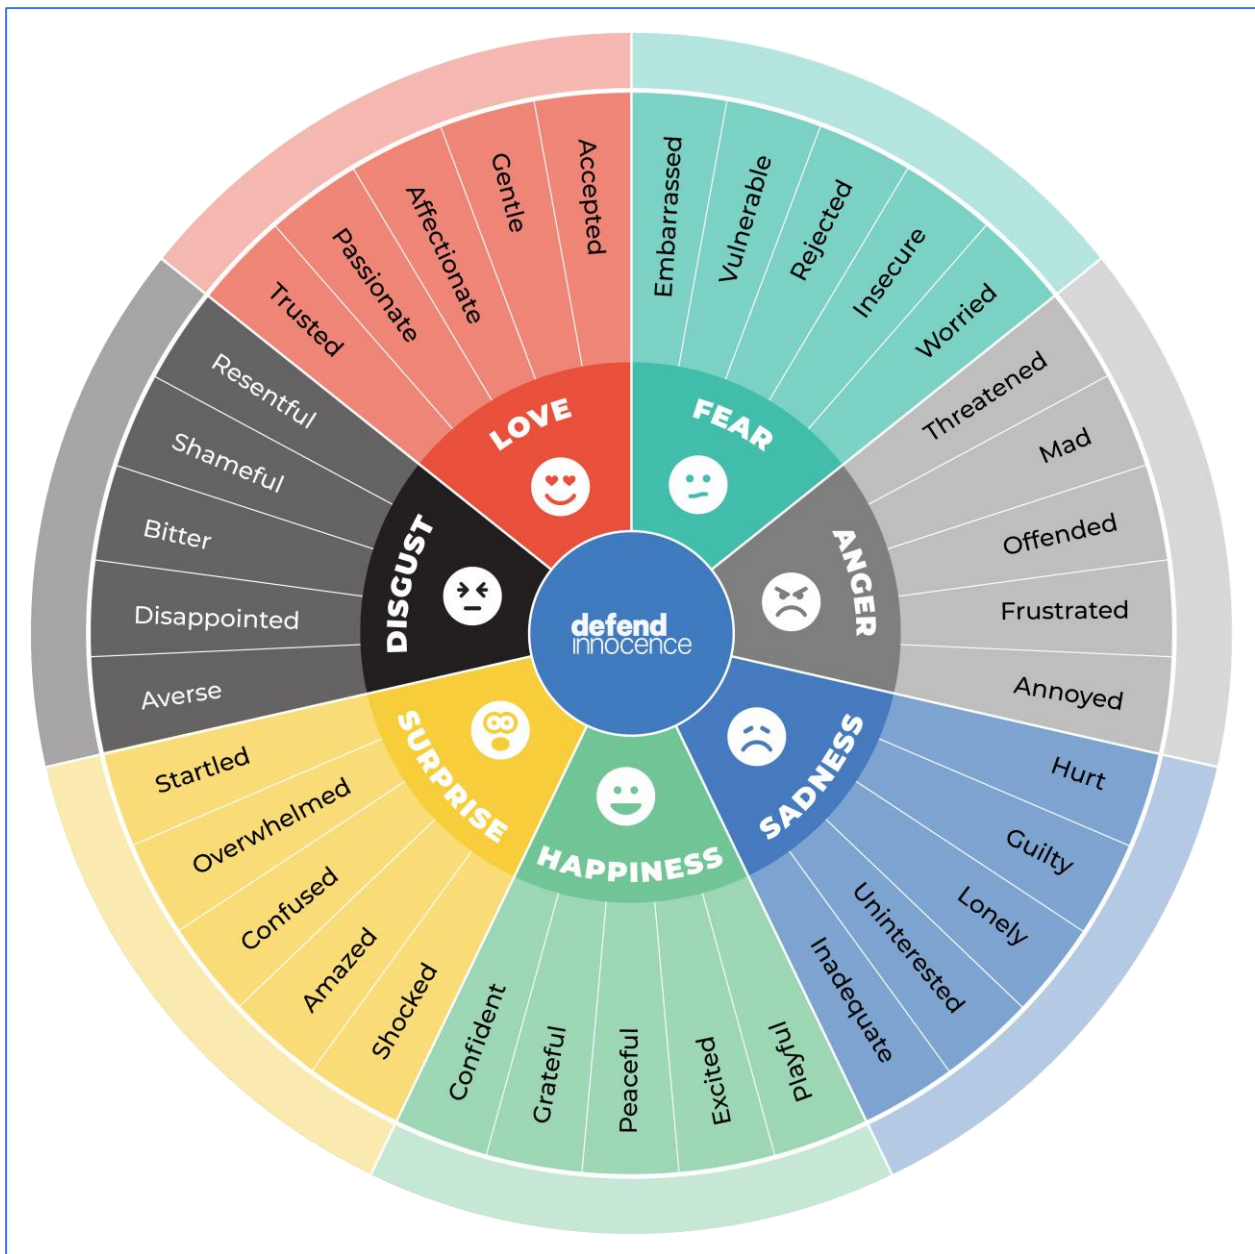 defend
innocence
LOVE
Trusted
Passionate
Affectionate
Gentle
Accepted
FEAR
Embarrassed
Vulnerable
Rejected
Insecure
Worried
ANGER
Threatened
Mad
Offended
Frustrated
Annoyed
SADNESS
Hurt
Guilty
Lonely
Uninterested
Inadequate
HAPPINESS
Playful
Excited
Peaceful
Grateful
Confident
SURPRISE
Shocked
Amazed
Confused
Overwhelmed
Startled
DISGUST
Averse
Disappointed
Bitter
Shameful
Resentful